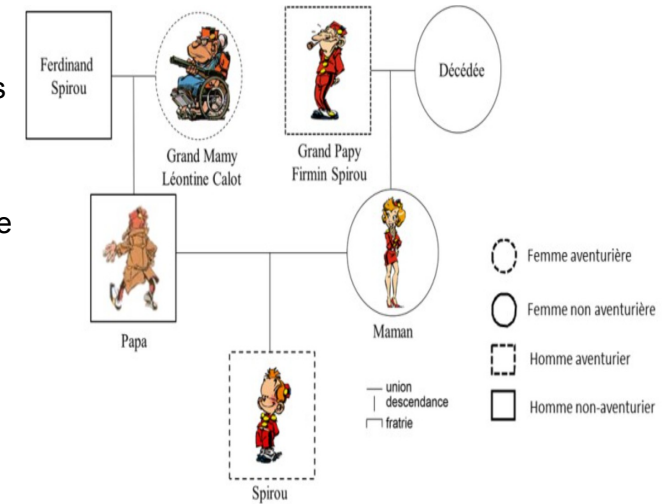 s
Ferdinand
Spirou
Décédée
Grand Mamy
Léontine Calot
Grand Papy
Firmin Spirou
e
Papa
Maman
Spirou
union
descendance
fratrie
Femme aventurière
Femme non aventurière
Homme aventurier
Homme non-aventurier